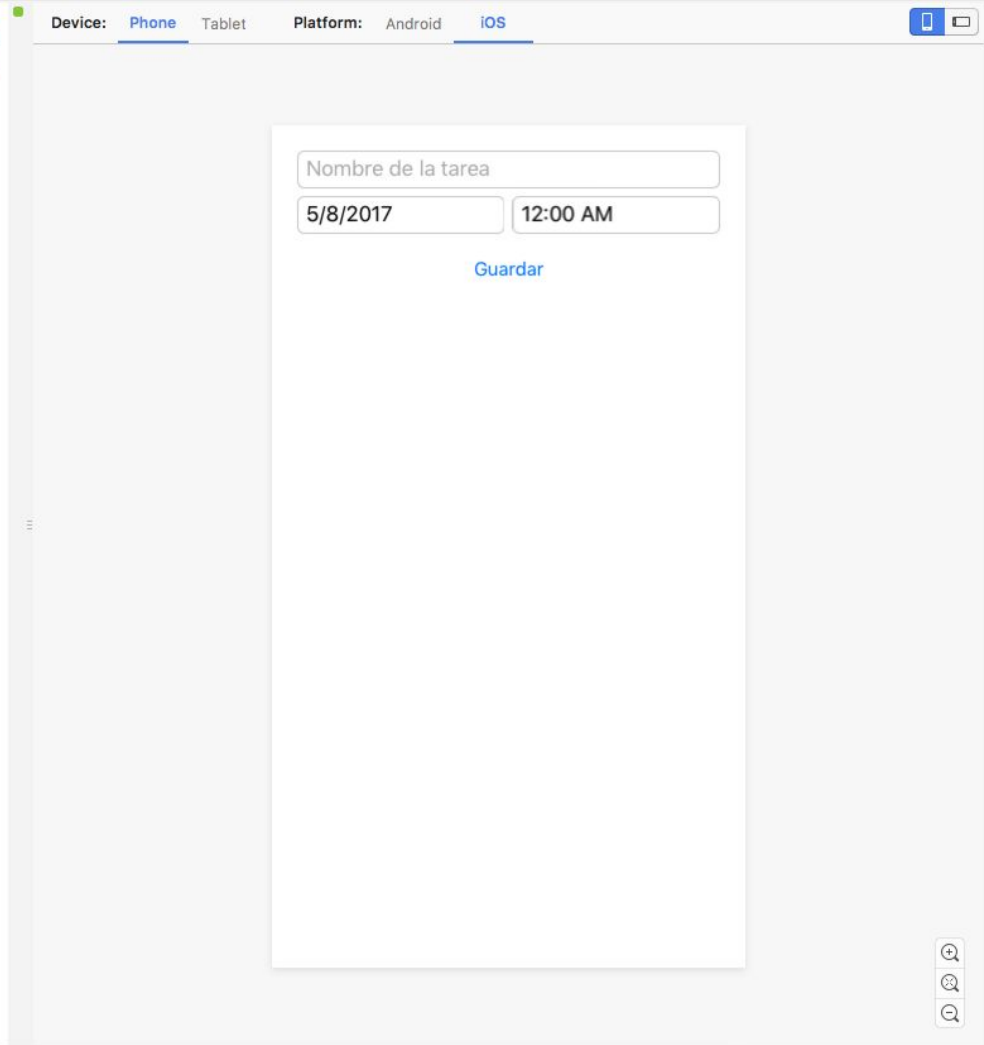 Device: Phone Tablet Platform: Android iOS
Nombre de la tarea
5/8/2017 12:00 AM
Guardar